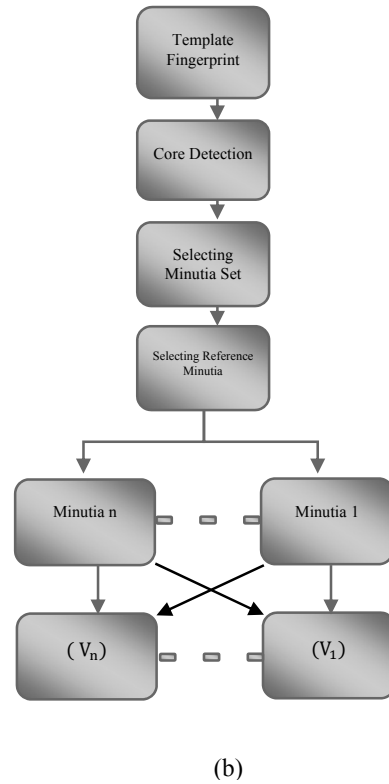 Template
Fingerprint
Core Detection
Selecting
Minutia Set
Selecting Reference
Minutia
Minutia n
Minutia 1
( Vₙ)
(V₁)
(b)